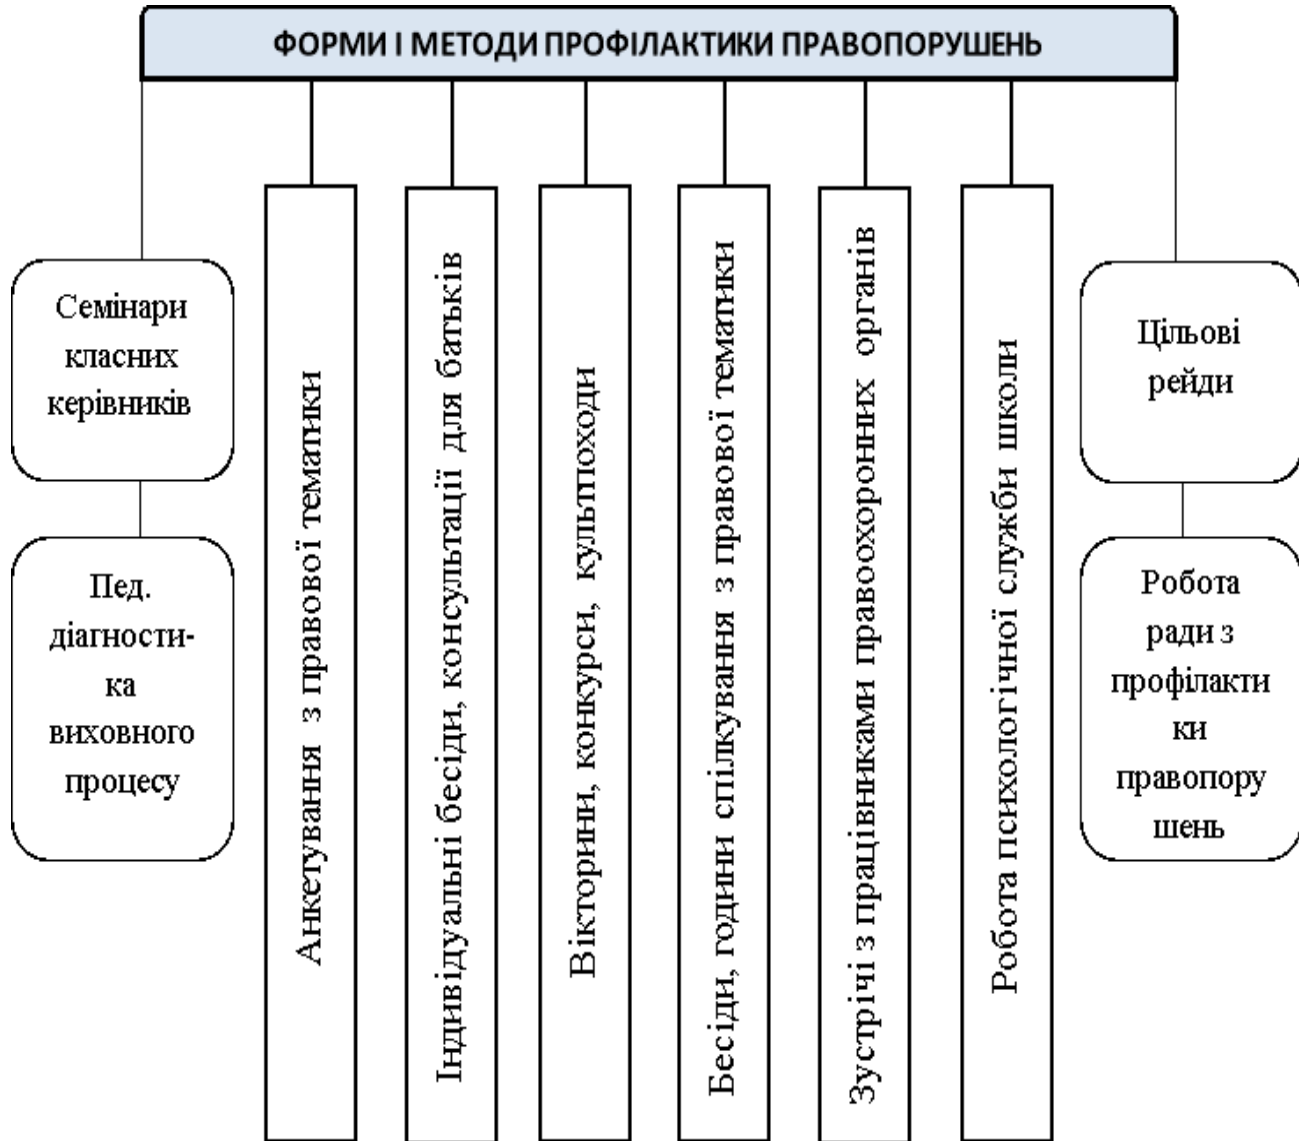 ФОРМИ І МЕТОДИ ПРОФІЛАКТИКИ ПРАВОПОРУШЕНЬ
Семінари
класних
керівників
Пед.
діагности-
ка
виховного
процесу
Анкетування з правової тематики
Індивідуальні бесіди, консультації для батьків
Вікторини, конкурси, культпоходи
Бесіди, години спілкування з правової тематики
Зустрічі з працівниками правоохоронних органів
Робота психологічної служби школи
Цільові
рейди
Робота
ради з
профілакти
ки
правопору
шень